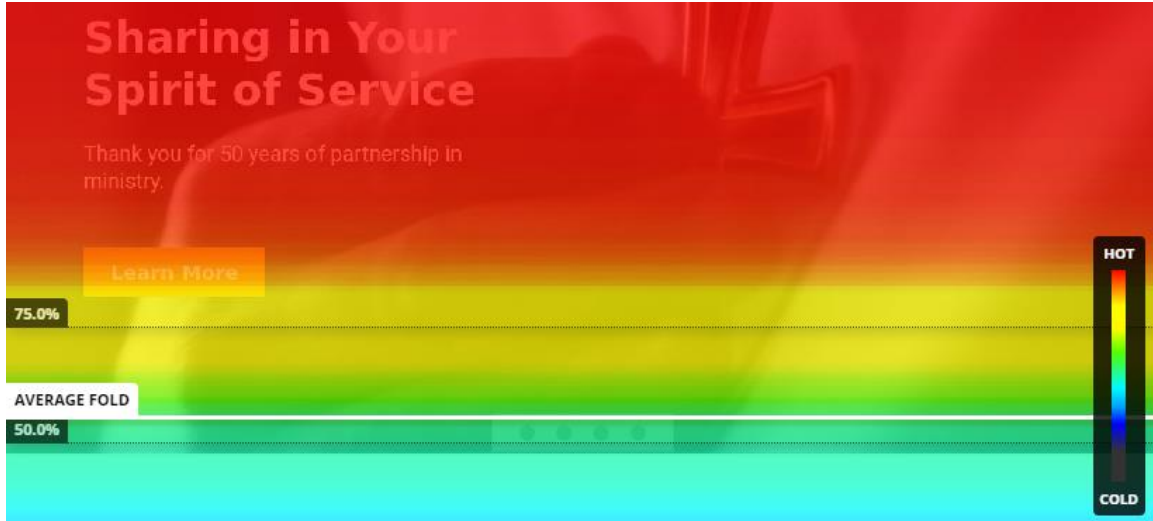 Sharing in Your
Spirit of Service
Thank you for 50 years of partnership in
ministry.
Learn More
HOT
75.0%
AVERAGE FOLD
50.0%
COLD